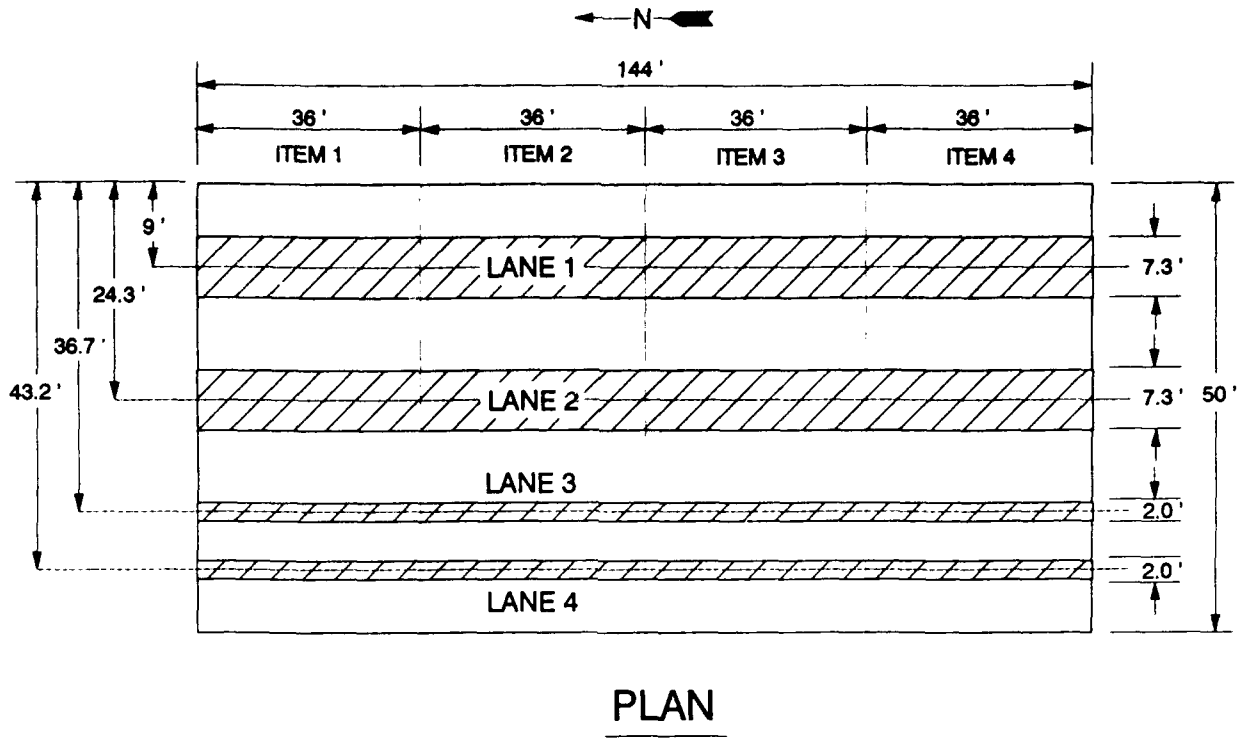 N
144 '
36 ' 36 ' 36 ' 36 '
ITEM 1 ITEM 2 ITEM 3 ITEM 4
9 '
LANE 1 7.3 '
24.3 '
36.7 '
43.2 ' LANE 2 7.3 ' 50 '
LANE 3
2.0 '
2.0 '
LANE 4
PLAN